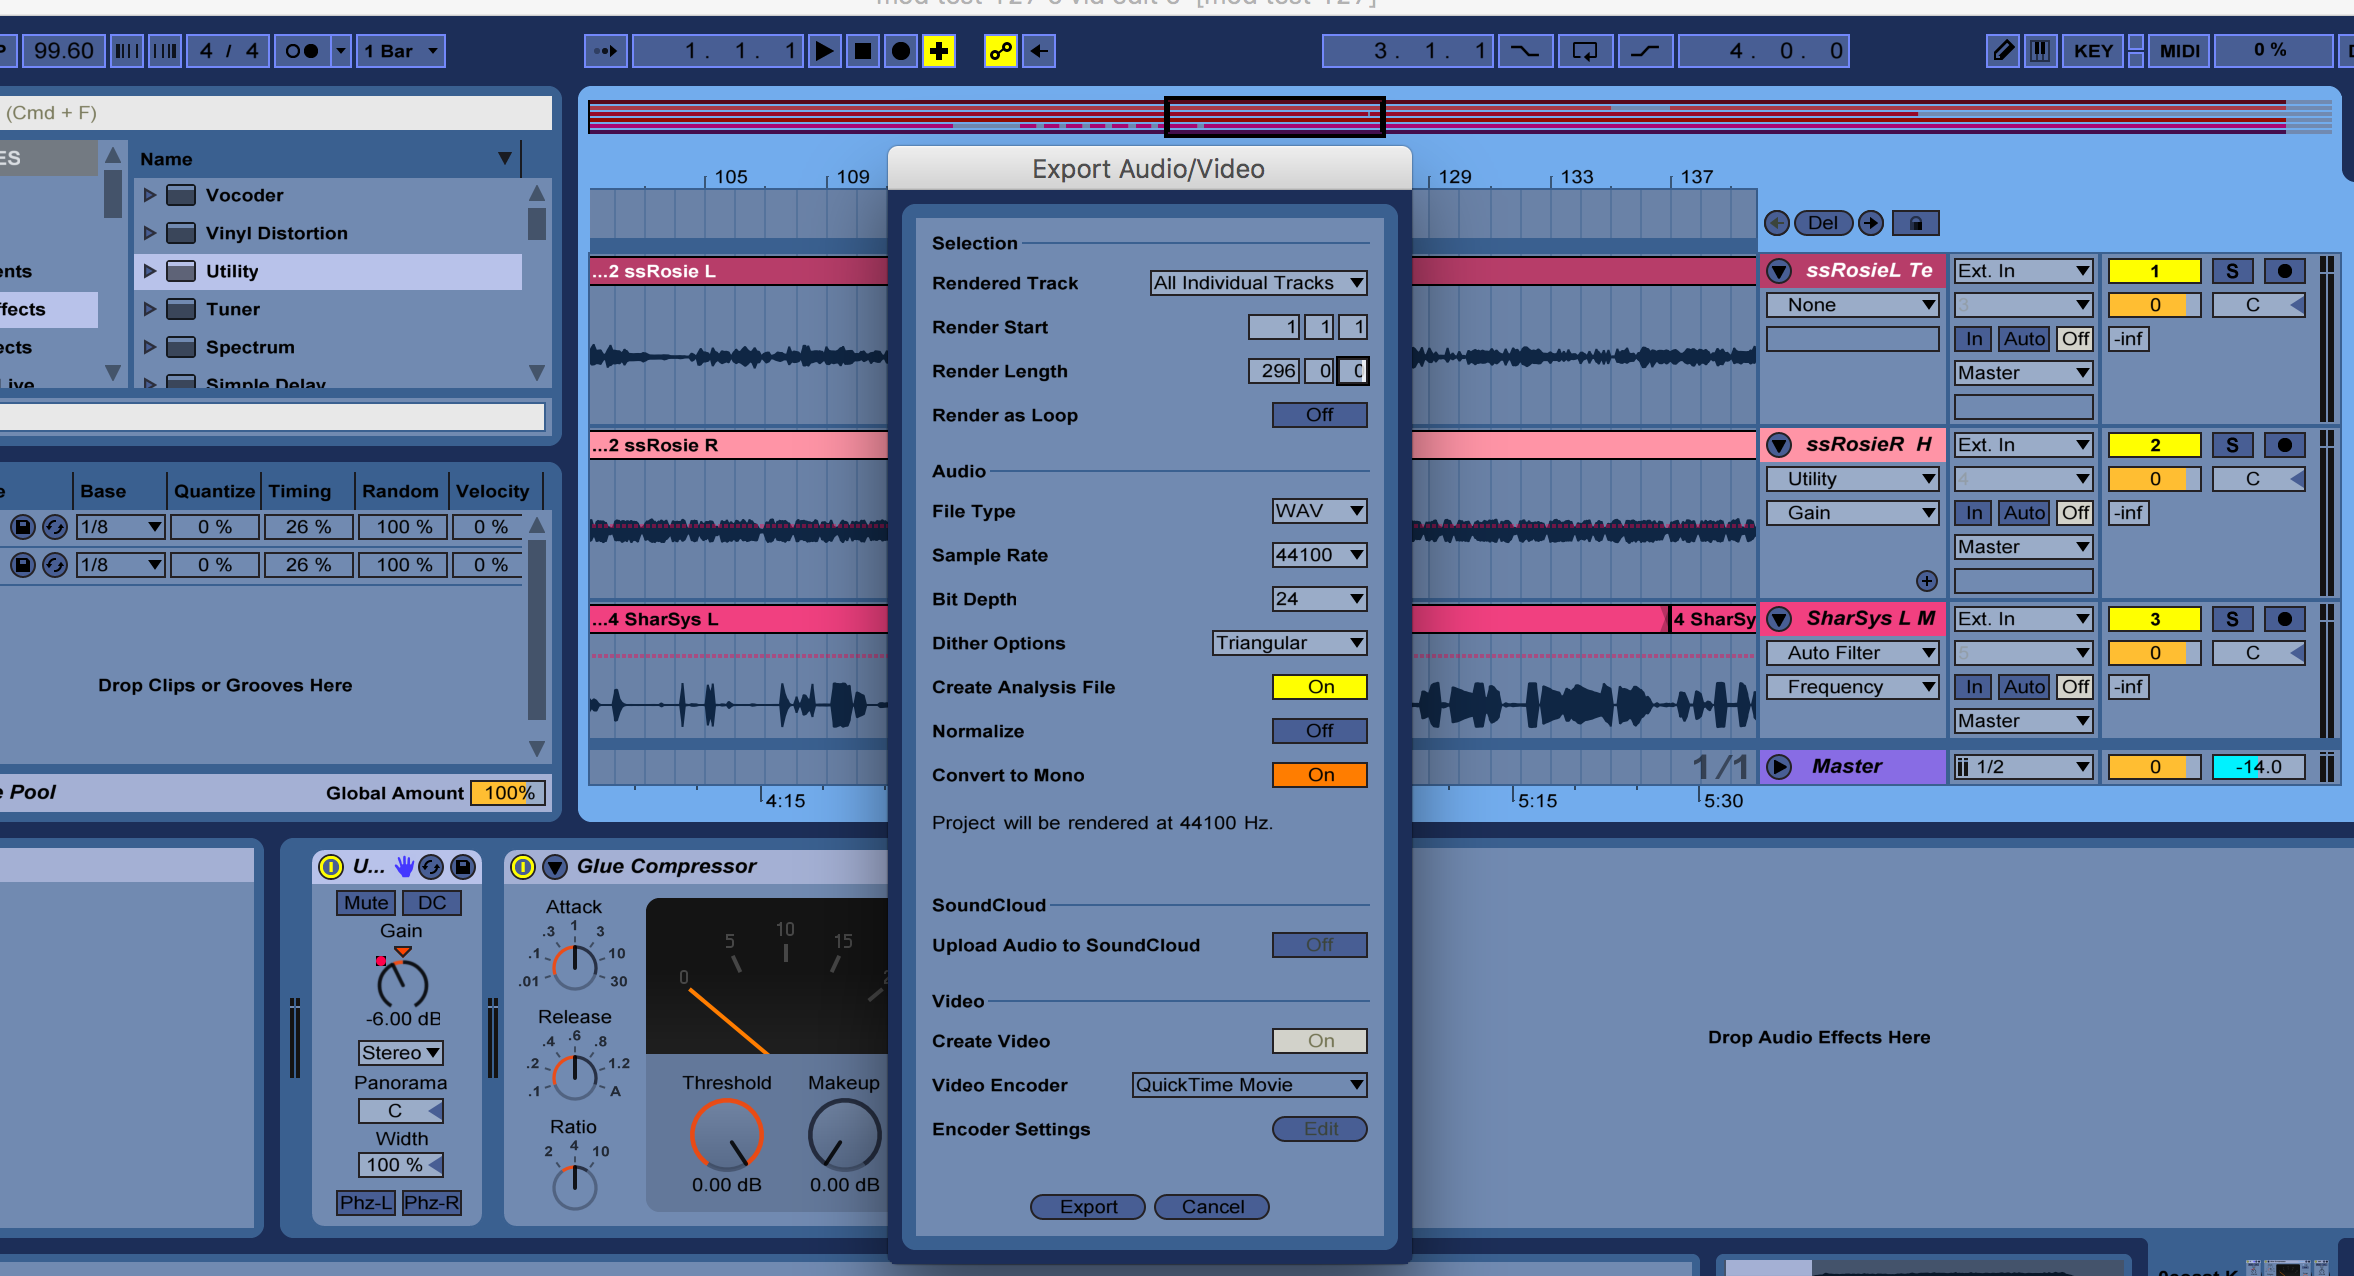 99.60
4 / 4
1 Bar
1. 1. 1
3. 1. 1
4. 0. 0
KEY
MIDI
0 %
(Cmd + F)
ES
Name
Vocoder
Vinyl Distortion
Utility
Tuner
Spectrum
Simple Delay
ents
ffects
ects
Live
Base Quantize Timing Random Velocity
1/8 0 % 26 % 100 % 0 %
1/8 0 % 26 % 100 % 0 %
Drop Clips or Grooves Here
e Pool
Global Amount 100%
105 109 129 133 137
...2 ssRosie L
...2 ssRosie R
...4 SharSys L
4 SharSy
1/1
4:15 5:15 5:30
Del
ssRosieL Te
None
Ext. In
3
In Auto Off
Master
1 S
0 C
-inf
ssRosieR H
Utility
Gain
Ext. In
4
In Auto Off
Master
2 S
0 C
-inf
SharSys L M
Auto Filter
Frequency
Ext. In
5
In Auto Off
Master
3 S
0 C
-inf
Master
1/2
0 -14.0
Export Audio/Video
Selection
Rendered Track All Individual Tracks
Render Start 1 1 1
Render Length 296 0 0
Render as Loop Off
Audio
File Type WAV
Sample Rate 44100
Bit Depth 24
Dither Options Triangular
Create Analysis File On
Normalize Off
Convert to Mono On
Project will be rendered at 44100 Hz.
SoundCloud
Upload Audio to SoundCloud Off
Video
Create Video On
Video Encoder QuickTime Movie
Encoder Settings Edit
Export Cancel
U...
Mute DC
Gain
-6.00 dB
Stereo
Panorama
C
Width
100 %
Phz-L Phz-R
Glue Compressor
Attack
.01 .1 .3 1 3 10 30
Release
.1 .2 .4 .6 .8 1.2 A
Ratio
2 4 10
0 5 10 15
Threshold
0.00 dB
Makeup
0.00 dB
Drop Audio Effects Here